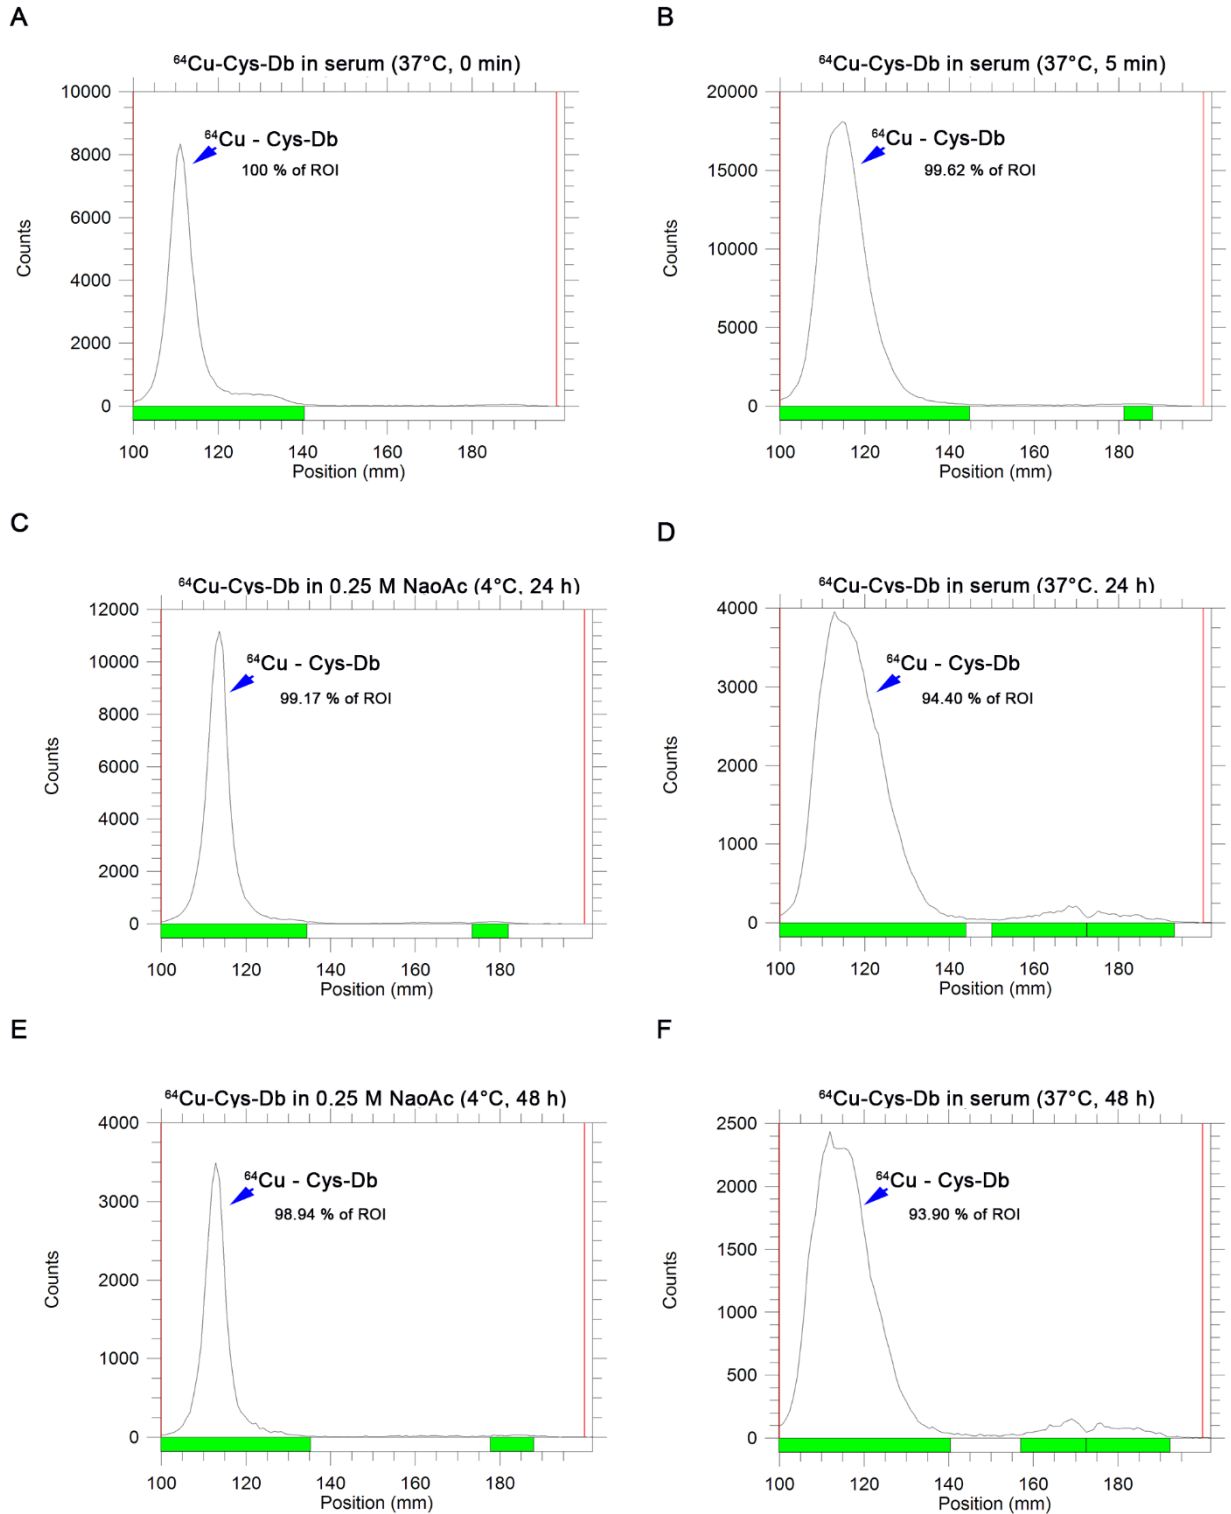 A
⁶⁴Cu-Cys-Db in serum (37°C, 0 min)
10000
8000
6000
4000
2000
0
Counts
⁶⁴Cu - Cys-Db
100 % of ROI
100 120 140 160 180
Position (mm)
B
⁶⁴Cu-Cys-Db in serum (37°C, 5 min)
20000
15000
10000
5000
0
Counts
⁶⁴Cu - Cys-Db
99.62 % of ROI
100 120 140 160 180
Position (mm)
C
⁶⁴Cu-Cys-Db in 0.25 M NaoAc (4°C, 24 h)
12000
10000
8000
6000
4000
2000
0
Counts
⁶⁴Cu - Cys-Db
99.17 % of ROI
100 120 140 160 180
Position (mm)
D
⁶⁴Cu-Cys-Db in serum (37°C, 24 h)
4000
3000
2000
1000
0
Counts
⁶⁴Cu - Cys-Db
94.40 % of ROI
100 120 140 160 180
Position (mm)
E
⁶⁴Cu-Cys-Db in 0.25 M NaoAc (4°C, 48 h)
4000
3000
2000
1000
0
Counts
⁶⁴Cu - Cys-Db
98.94 % of ROI
100 120 140 160 180
Position (mm)
F
⁶⁴Cu-Cys-Db in serum (37°C, 48 h)
2500
2000
1500
1000
500
0
Counts
⁶⁴Cu - Cys-Db
93.90 % of ROI
100 120 140 160 180
Position (mm)